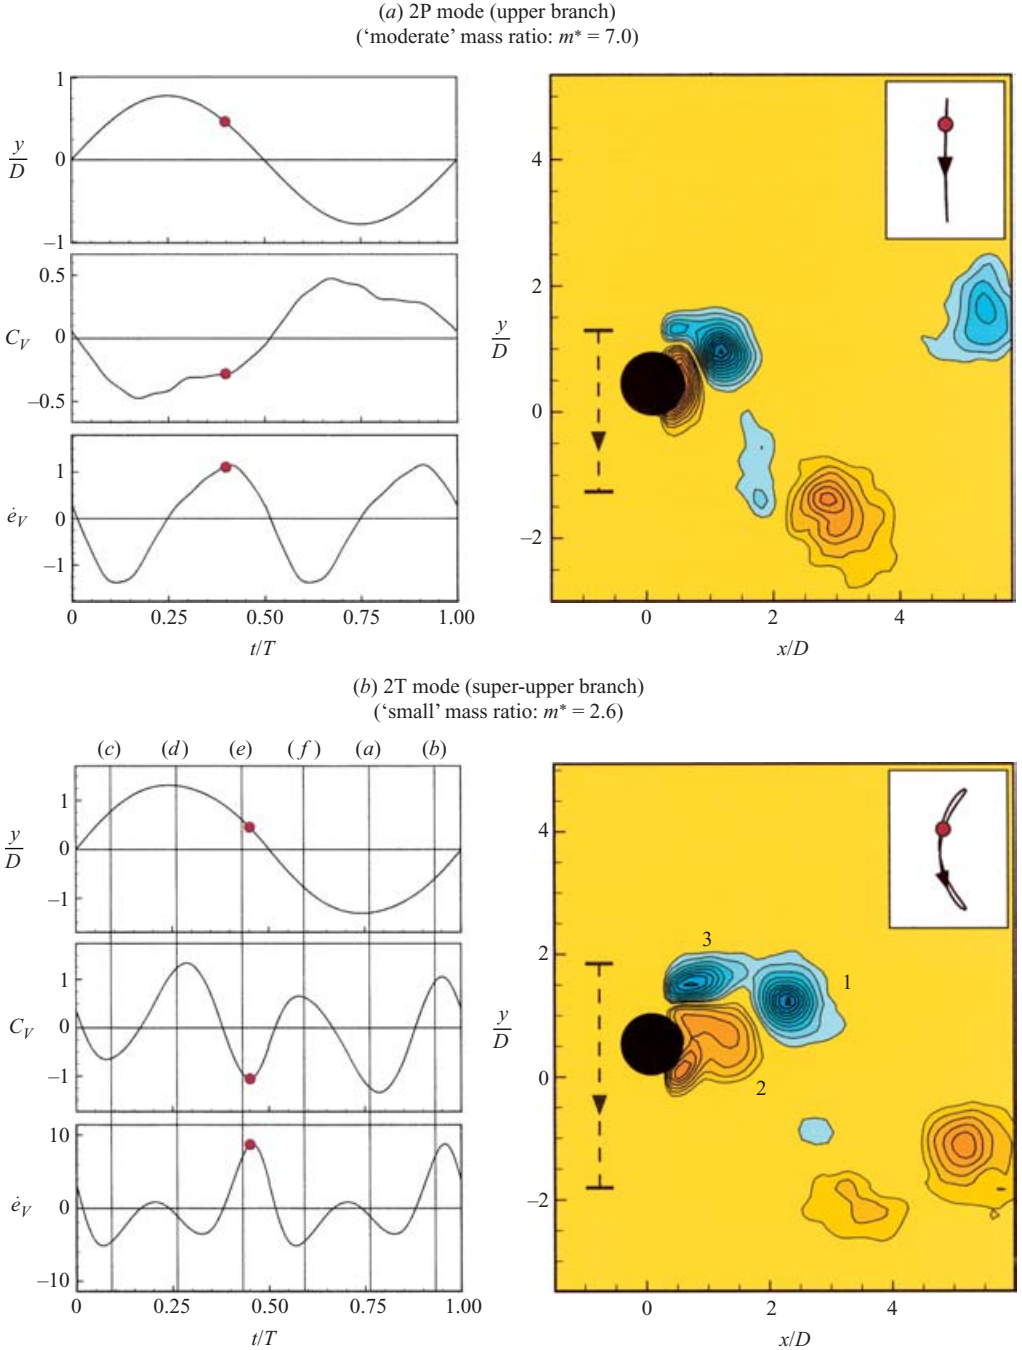 (a) 2P mode (upper branch)
(‘moderate’ mass ratio: m* = 7.0)
1
y/D
0
–1
0.5
C_V
0
–0.5
1
ė_V
0
–1
0 0.25 0.50 0.75 1.00
t/T
4
2
y/D
0
–2
0 2 4
x/D
(b) 2T mode (super-upper branch)
(‘small’ mass ratio: m* = 2.6)
(c) (d) (e) (f) (a) (b)
1
y/D
0
–1
1
C_V
0
–1
10
ė_V
0
–10
0 0.25 0.50 0.75 1.00
t/T
4
2
y/D
0
–2
3
1
2
0 2 4
x/D